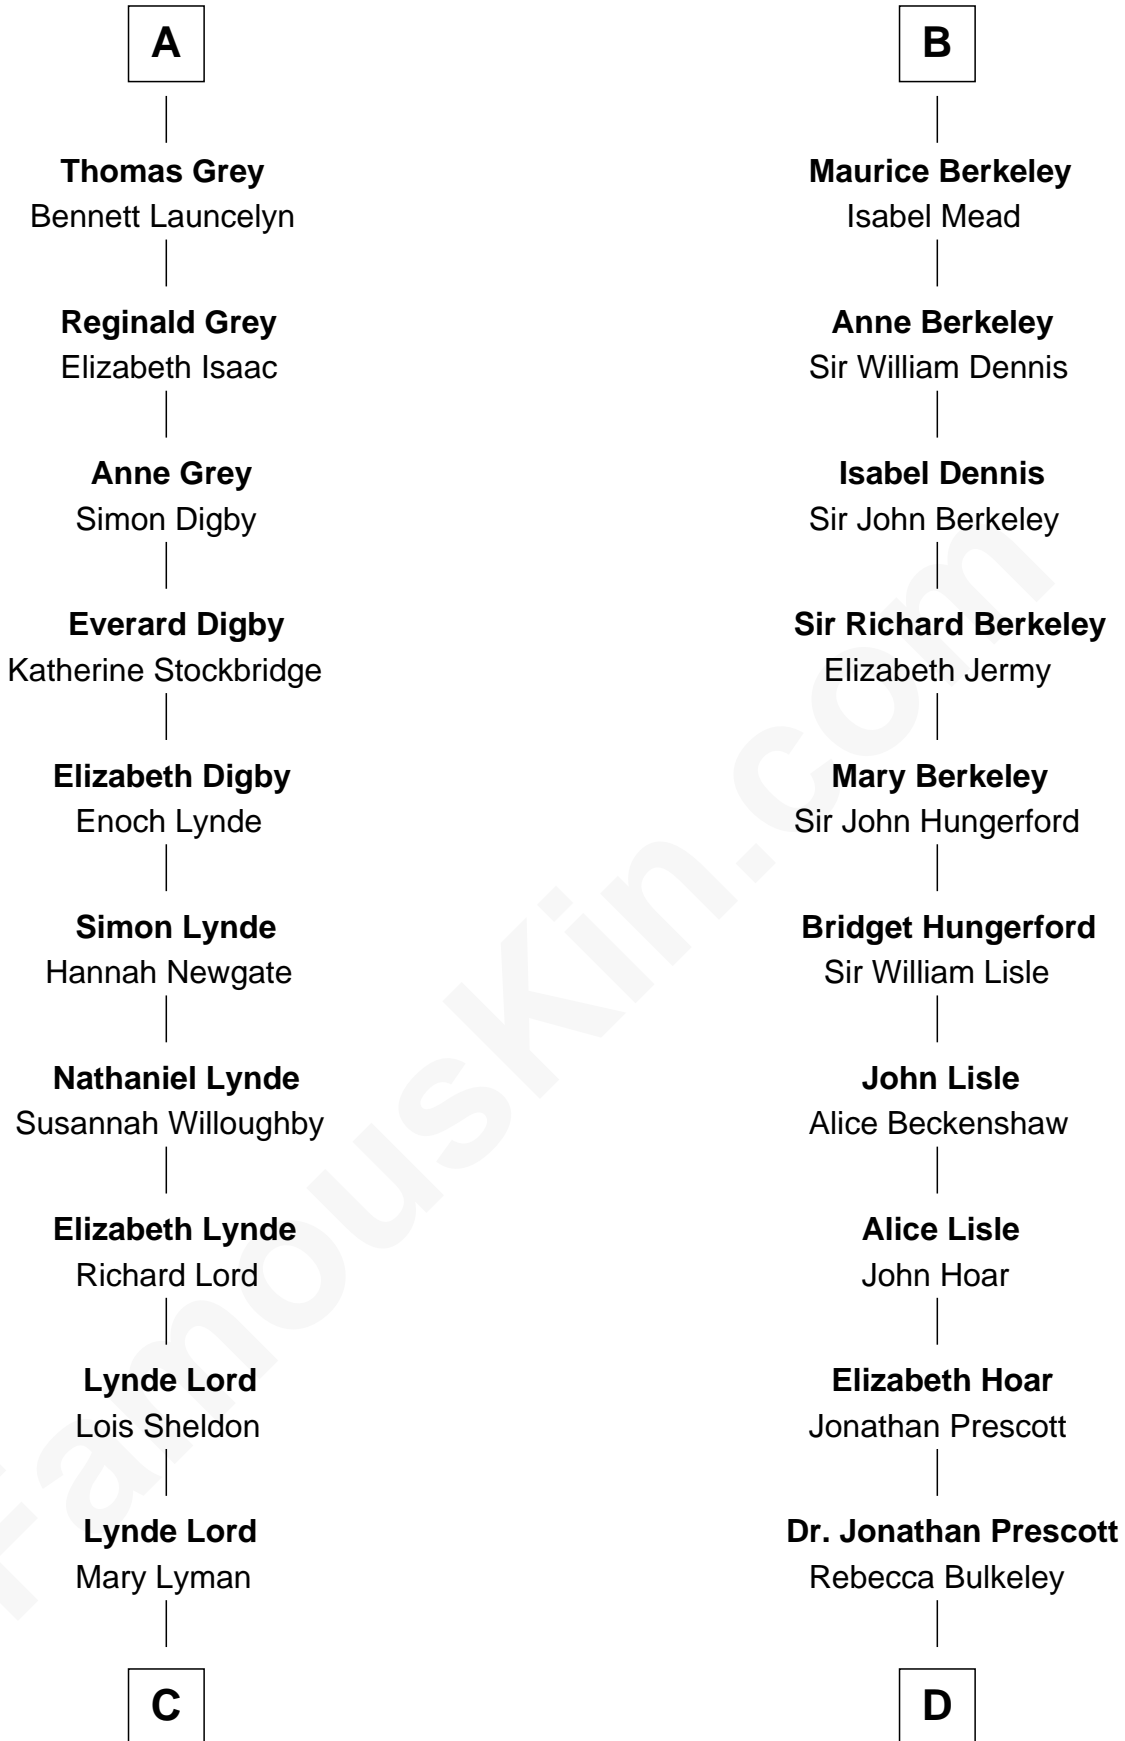 A
Thomas Grey
Bennett Launcelyn
Reginald Grey
Elizabeth Isaac
Anne Grey
Simon Digby
Everard Digby
Katherine Stockbridge
Elizabeth Digby
Enoch Lynde
Simon Lynde
Hannah Newgate
Nathaniel Lynde
Susannah Willoughby
Elizabeth Lynde
Richard Lord
Lynde Lord
Lois Sheldon
Lynde Lord
Mary Lyman
C
B
Maurice Berkeley
Isabel Mead
Anne Berkeley
Sir William Dennis
Isabel Dennis
Sir John Berkeley
Sir Richard Berkeley
Elizabeth Jermy
Mary Berkeley
Sir John Hungerford
Bridget Hungerford
Sir William Lisle
John Lisle
Alice Beckenshaw
Alice Lisle
John Hoar
Elizabeth Hoar
Jonathan Prescott
Dr. Jonathan Prescott
Rebecca Bulkeley
D
FamousKin.com